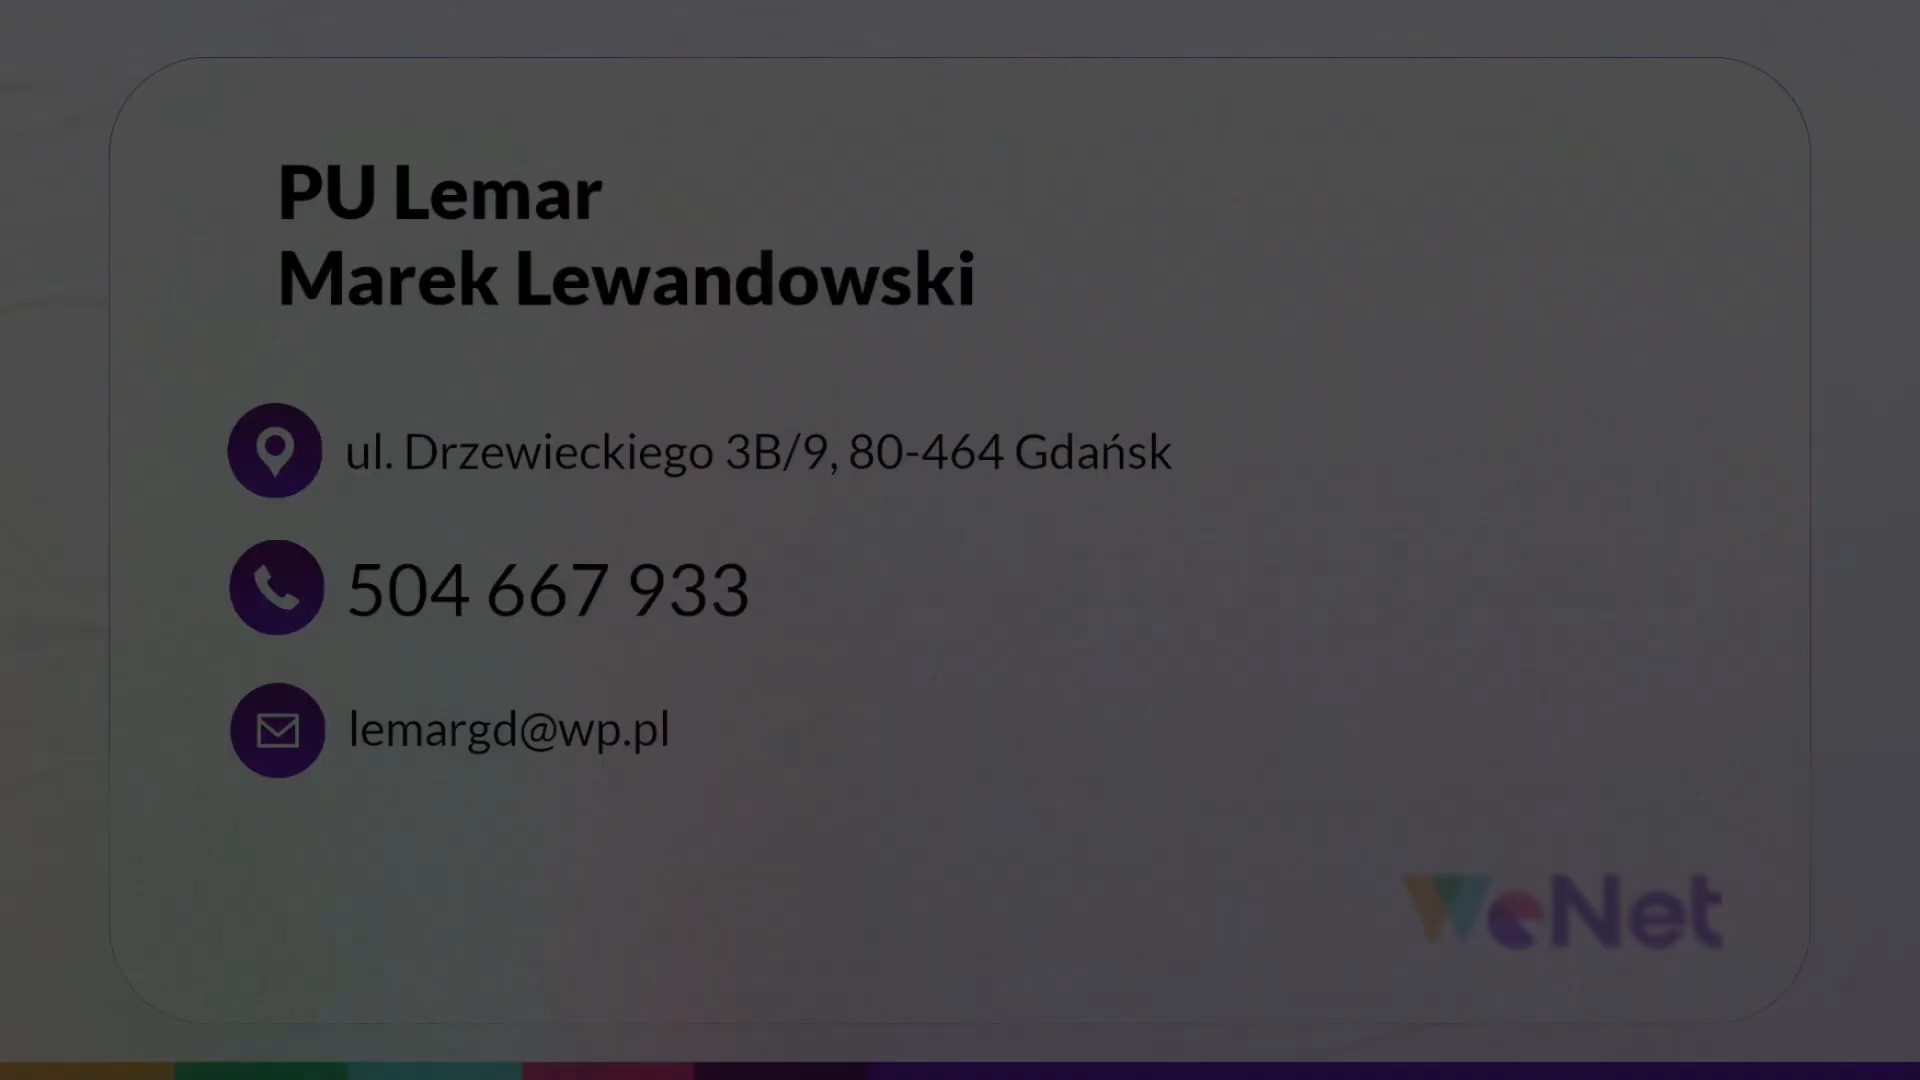 PU Lemar
Marek Lewandowski
ul. Drzewieckiego 3B/9, 80-464 Gdańsk
504 667 933
lemargd@wp.pl
WeNet